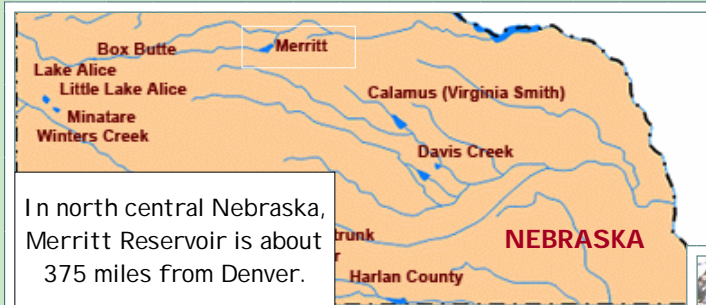 Box Butte
Merritt
Lake Alice
Little Lake Alice
Calamus (Virginia Smith)
Minatare
Winters Creek
Davis Creek
In north central Nebraska,
Merritt Reservoir is about
375 miles from Denver.
NEBRASKA
Harlan County